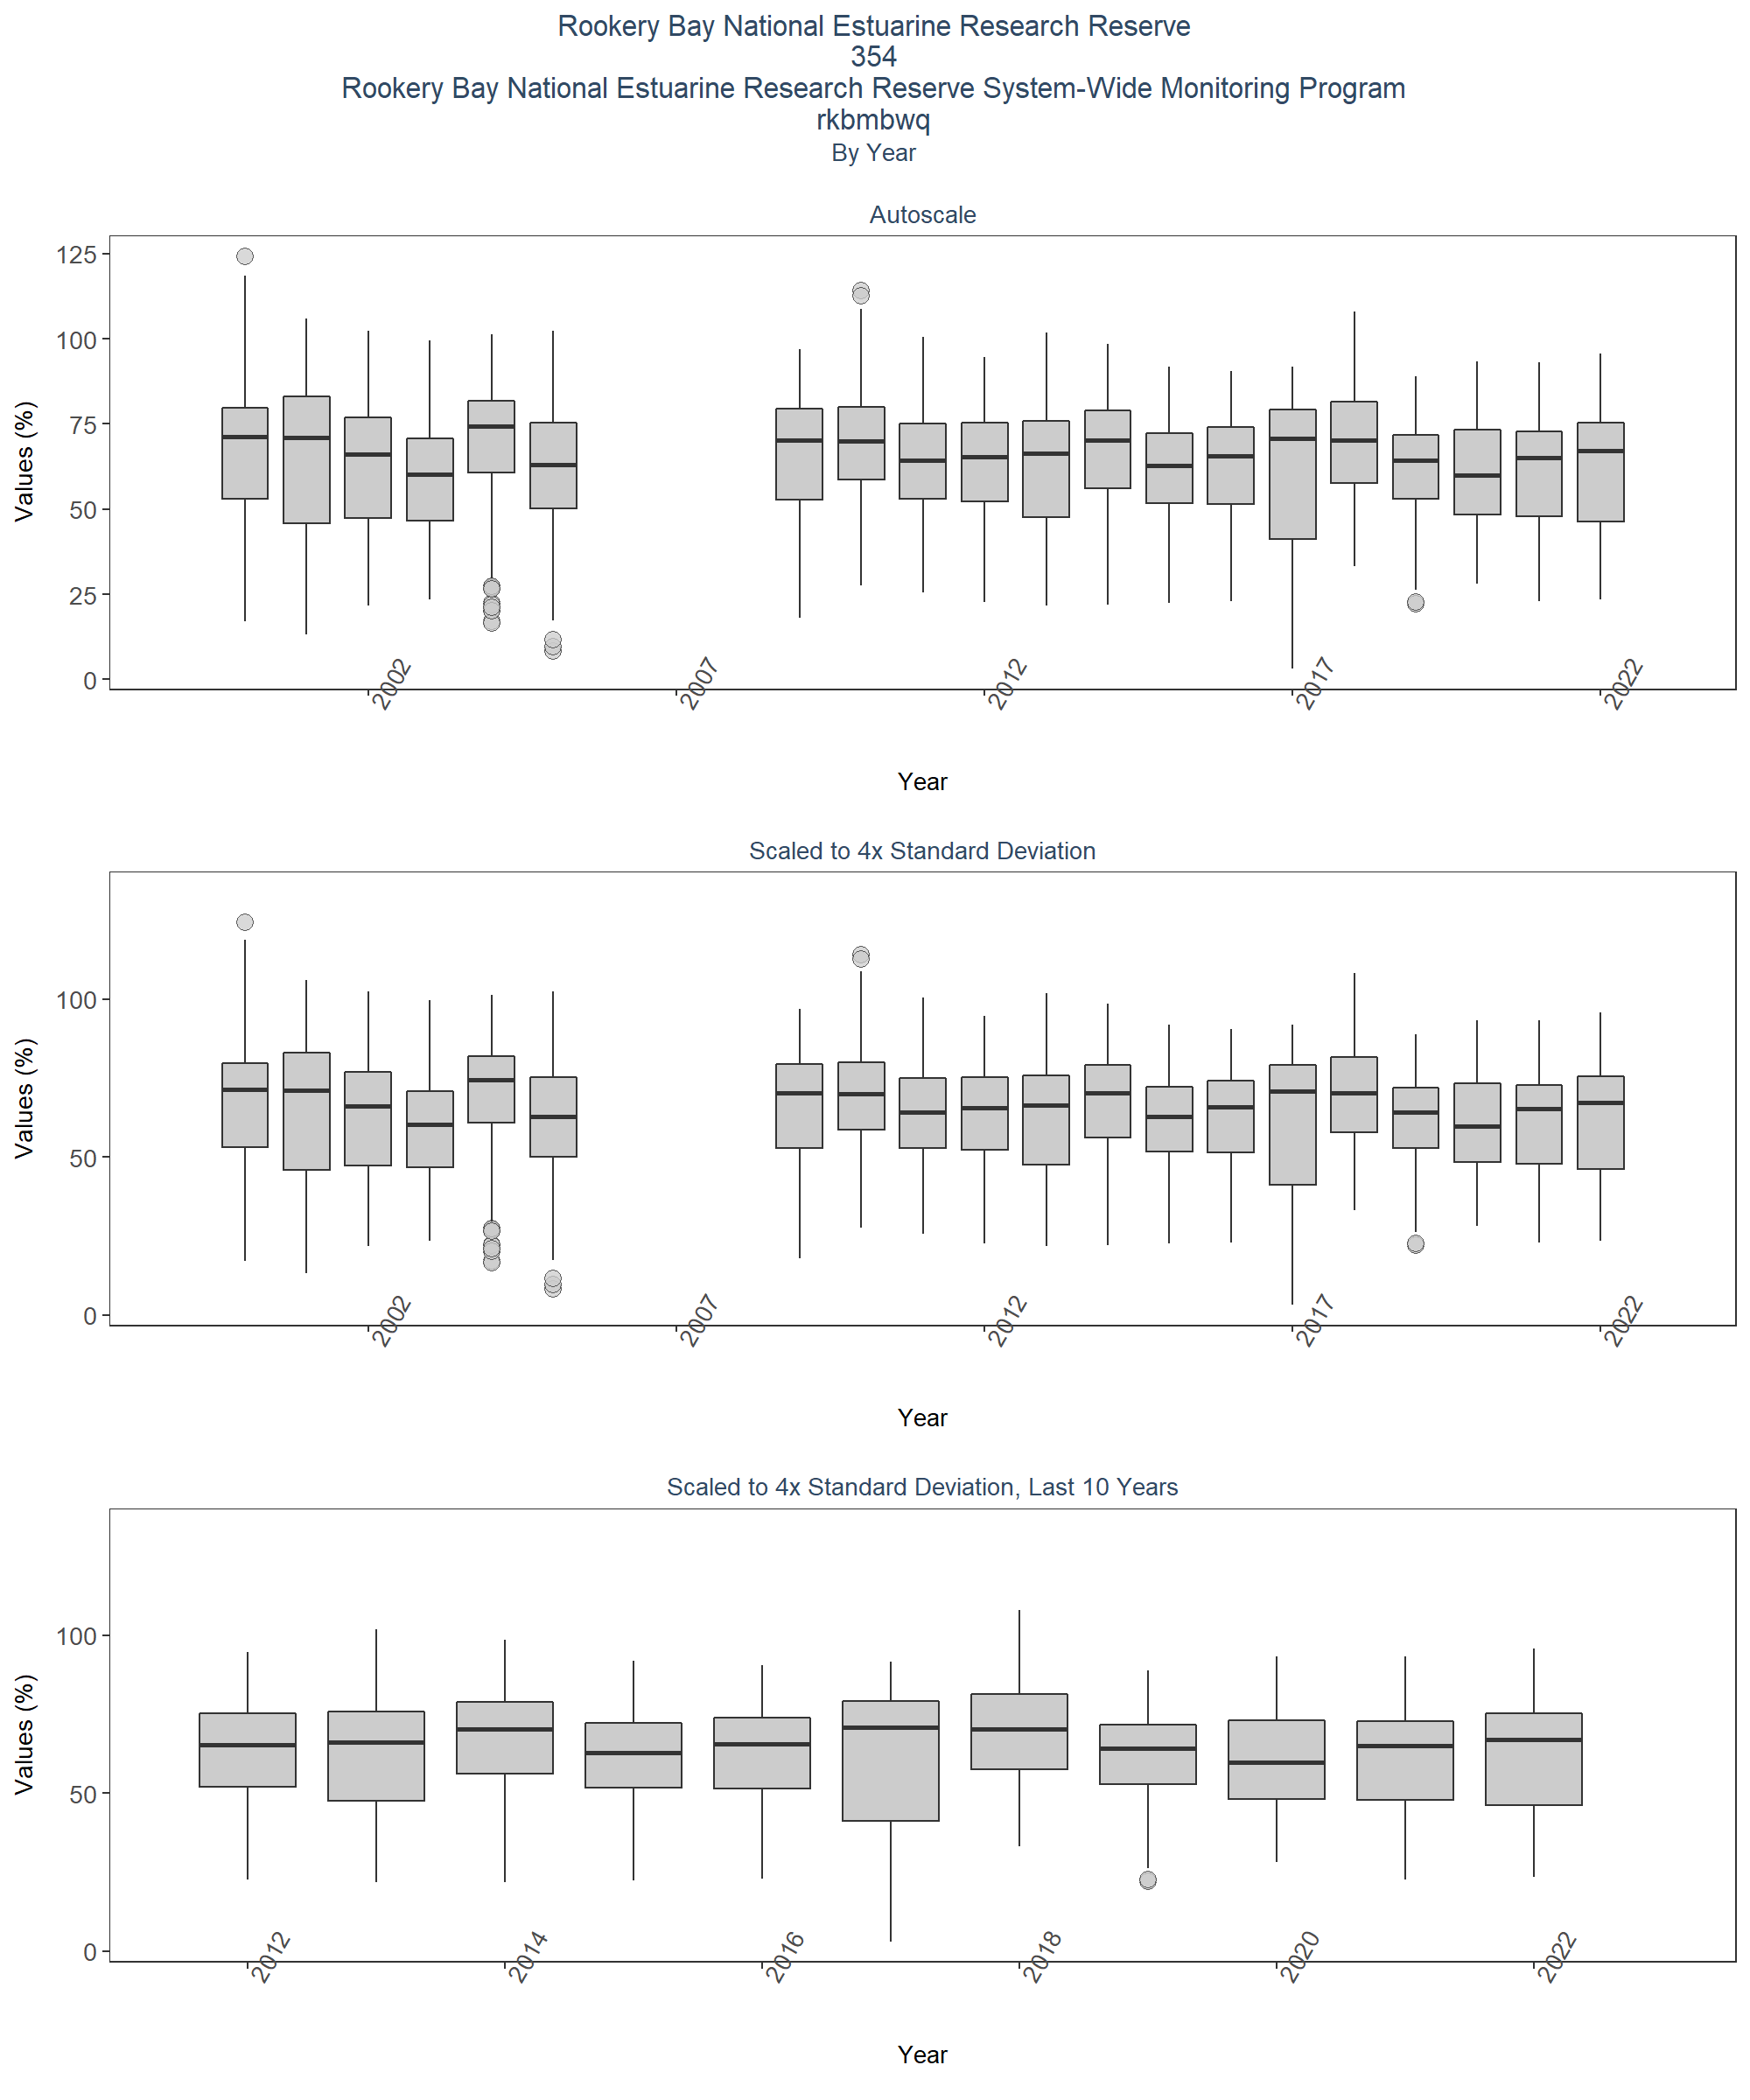 Rookery Bay National Estuarine Research Reserve
354
Rookery Bay National Estuarine Research Reserve System-Wide Monitoring Program
rkbmbwq
By Year
Autoscale
Values (%)
125
100
75
50
25
0
2002 2007 2012 2017 2022
Year
Scaled to 4x Standard Deviation
Values (%)
100
50
0
2002 2007 2012 2017 2022
Year
Scaled to 4x Standard Deviation, Last 10 Years
Values (%)
100
50
0
2012 2014 2016 2018 2020 2022
Year